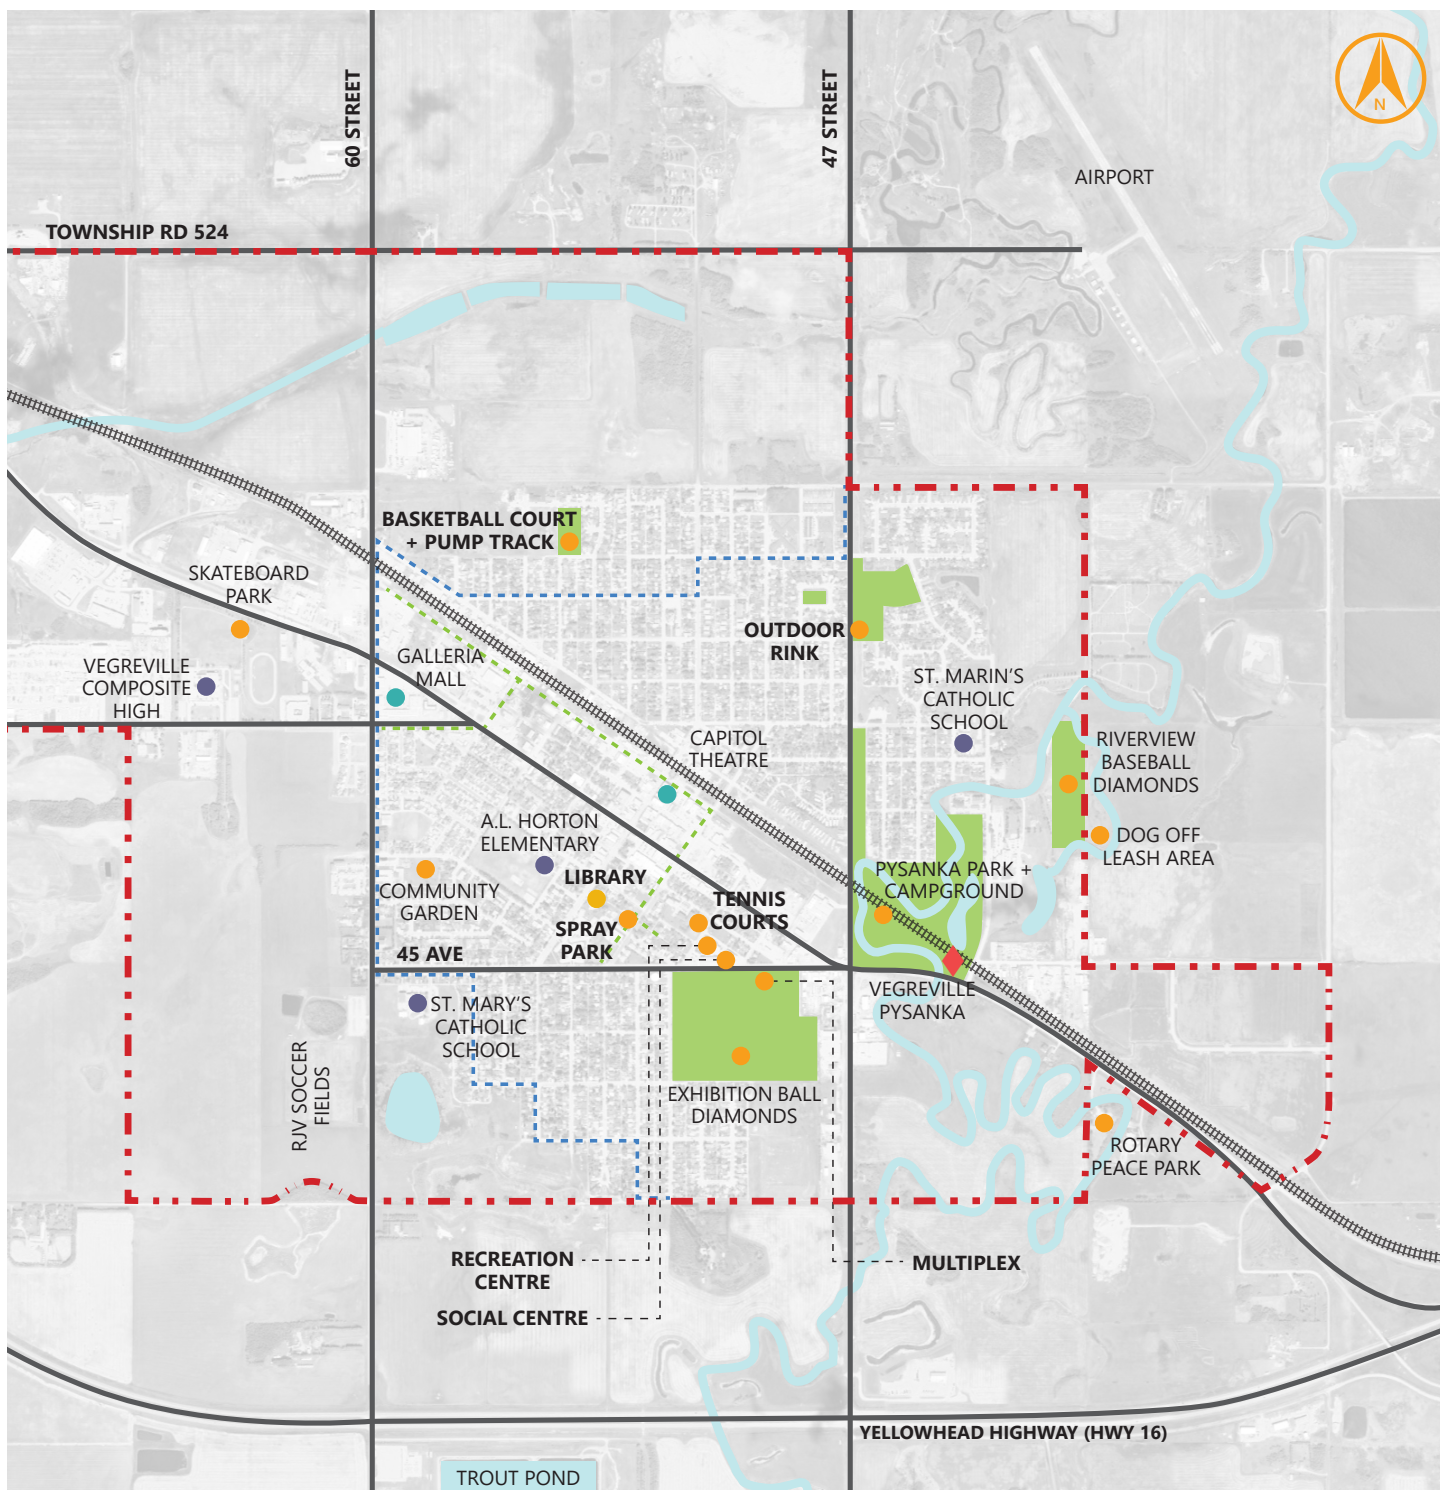 60 STREET
47 STREET
N
AIRPORT
TOWNSHIP RD 524
BASKETBALL COURT
+ PUMP TRACK
SKATEBOARD
PARK
OUTDOOR
RINK
GALLERIA
MALL
VEGREVILLE
COMPOSITE
HIGH
ST. MARIN'S
CATHOLIC
SCHOOL
CAPITOL
THEATRE
RIVERVIEW
BASEBALL
DIAMONDS
A.L. HORTON
ELEMENTARY
DOG OFF
LEASH AREA
LIBRARY
PYSANKA PARK +
CAMPGROUND
COMMUNITY
GARDEN
TENNIS
COURTS
SPRAY
PARK
45 AVE
VEGREVILLE
PYSANKA
ST. MARY'S
CATHOLIC
SCHOOL
RJV SOCCER
FIELDS
EXHIBITION BALL
DIAMONDS
ROTARY
PEACE PARK
RECREATION
CENTRE
MULTIPLEX
SOCIAL CENTRE
YELLOWHEAD HIGHWAY (HWY 16)
TROUT POND